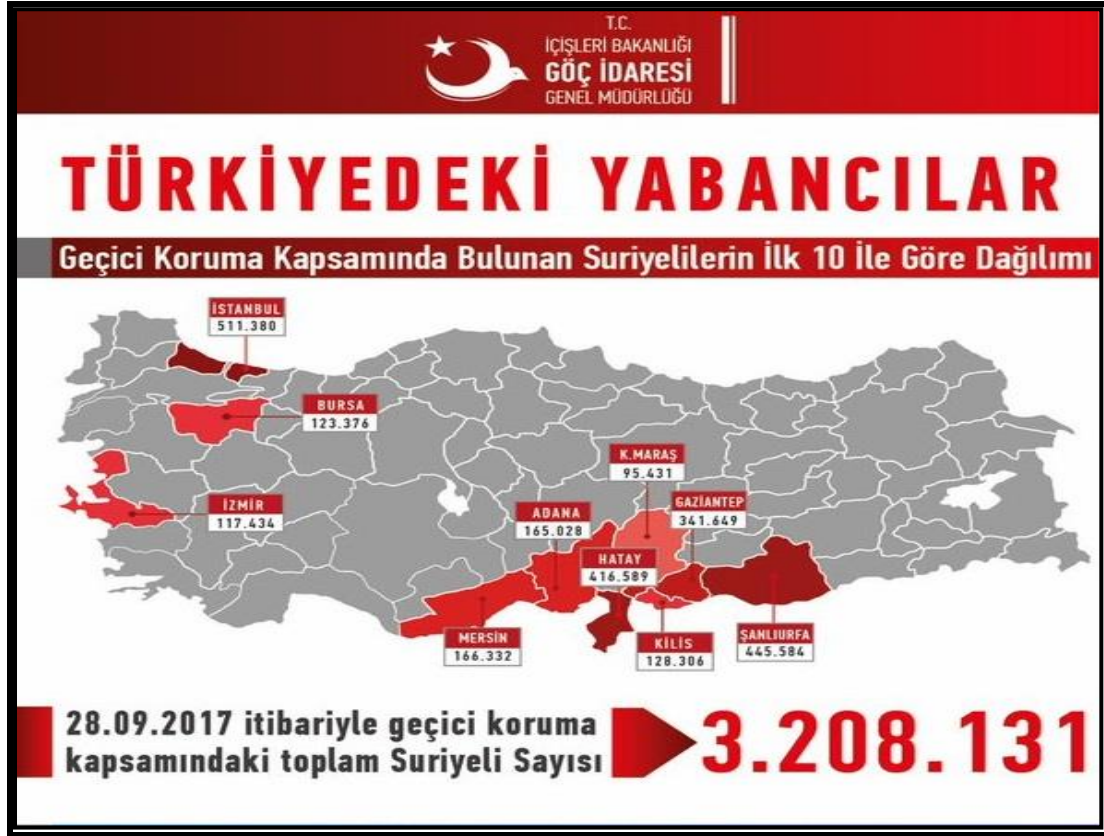 T.C.
İÇİŞLERİ BAKANLIĞI
GÖÇ İDARESİ
GENEL MÜDÜRLÜĞÜ
TÜRKİYEDEKİ YABANCILAR
Geçici Koruma Kapsamında Bulunan Suriyelilerin İlk 10 İle Göre Dağılımı
İSTANBUL
511.380
BURSA
123.376
İZMİR
117.434
K.MARAŞ
95.431
GAZİANTEP
341.649
ADANA
165.028
HATAY
416.589
MERSİN
166.332
KİLİS
128.306
ŞANLIURFA
445.584
28.09.2017 itibariyle geçici koruma
kapsamındaki toplam Suriyeli Sayısı
3.208.131